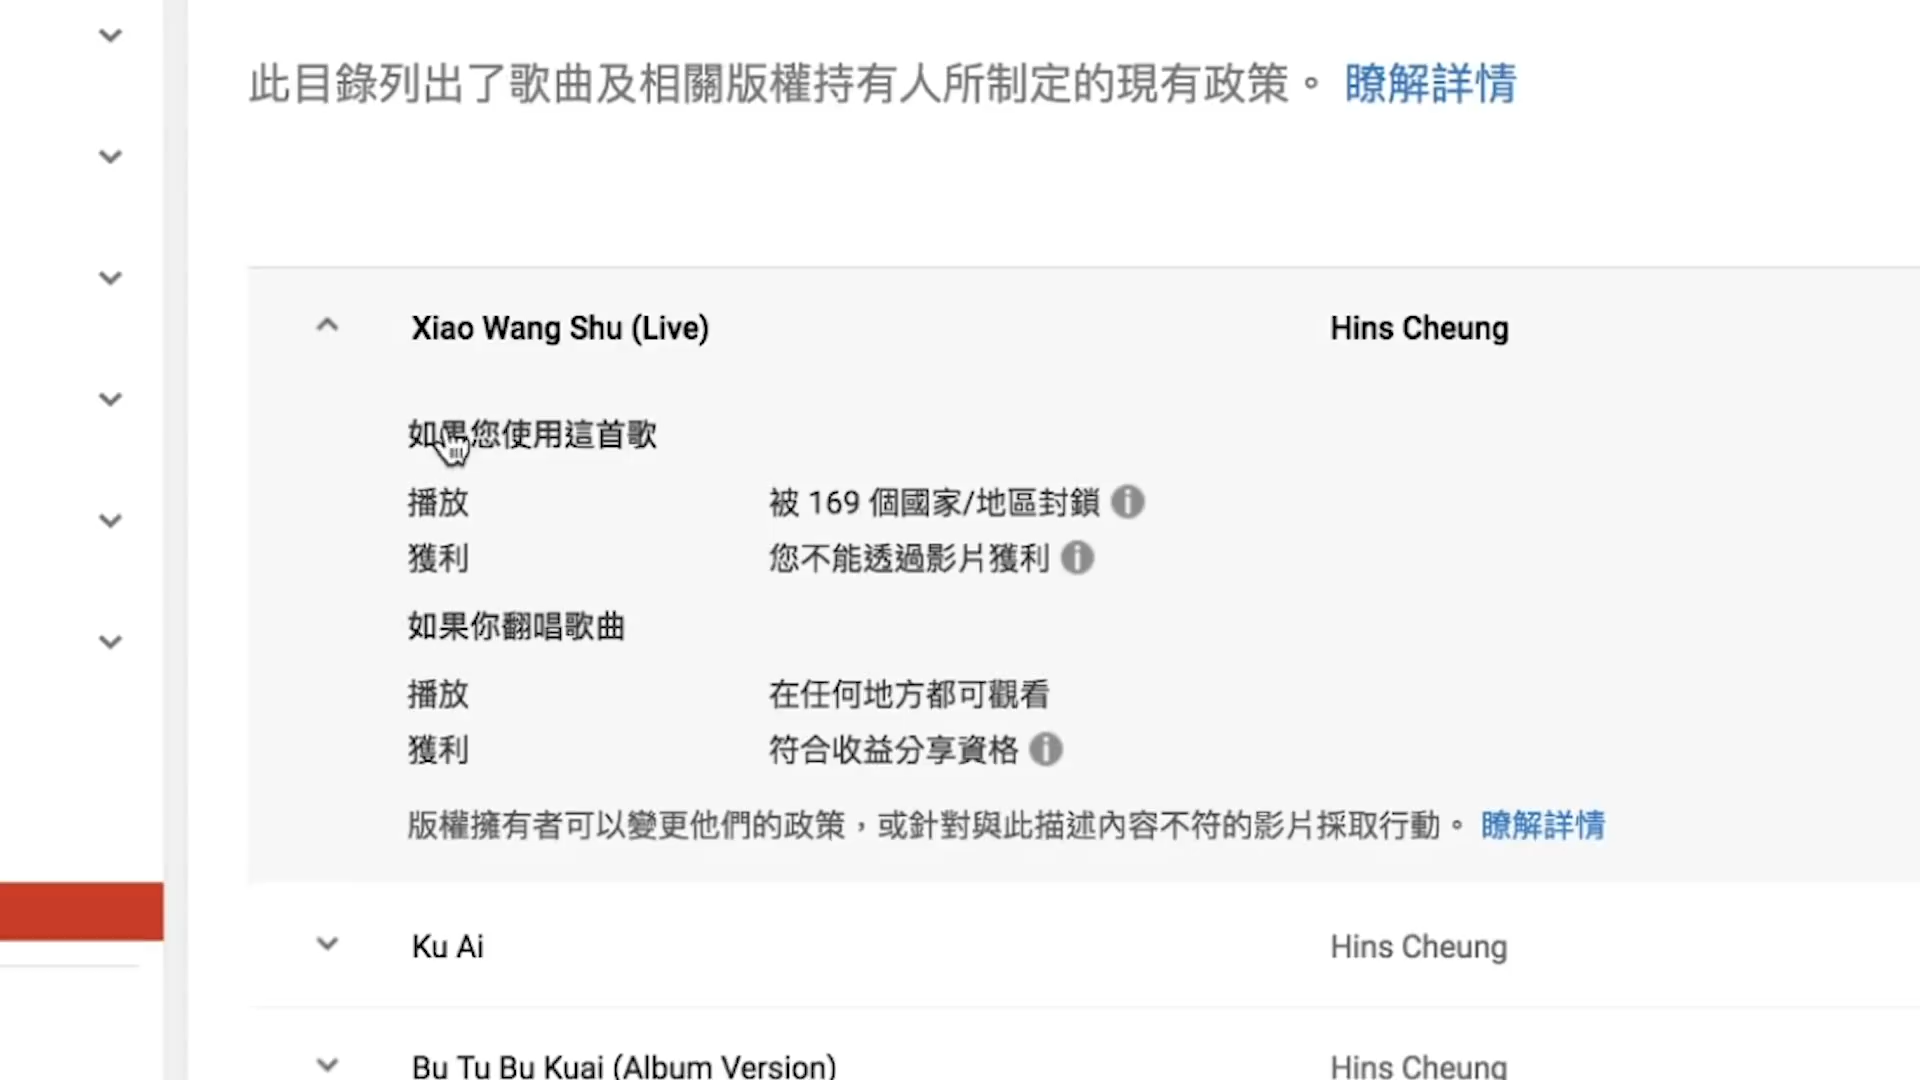 此目錄列出了歌曲及相關版權持有人所制定的現有政策。 瞭解詳情
Xiao Wang Shu (Live) Hins Cheung
如果您使用這首歌
播放 被 169 個國家/地區封鎖
獲利 您不能透過影片獲利
如果你翻唱歌曲
播放 在任何地方都可觀看
獲利 符合收益分享資格
版權擁有者可以變更他們的政策，或針對與此描述內容不符的影片採取行動。 瞭解詳情
Ku Ai Hins Cheung
Bu Tu Bu Kuai (Album Version) Hins Cheung